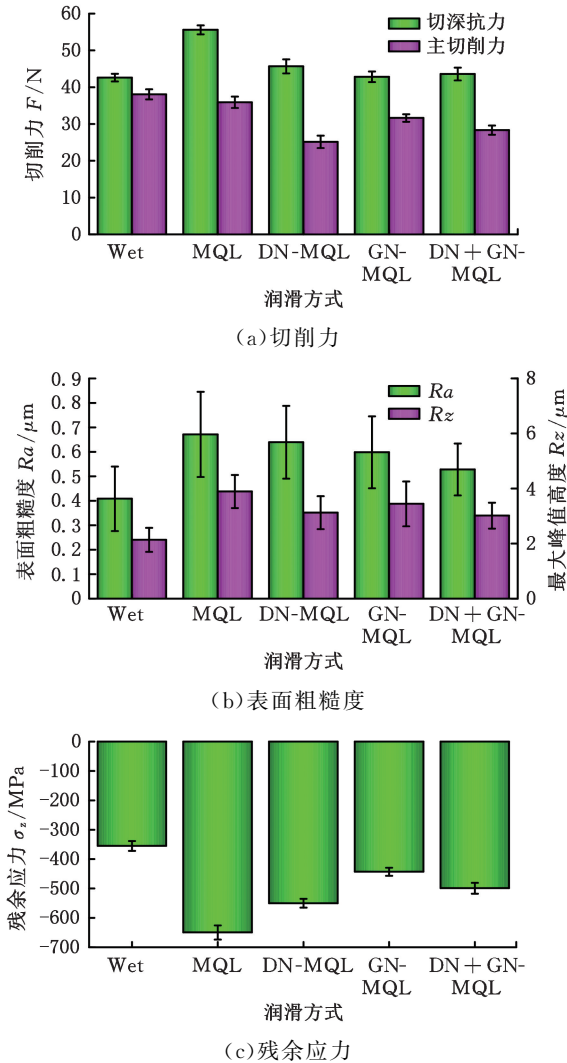 60
50
40
30
20
10
0
切削力 F/N
切深抗力
主切削力
Wet MQL DN-MQL GN-MQL DN＋GN-MQL
润滑方式
(a)切削力
0.9
0.8
0.7
0.6
0.5
0.4
0.3
0.2
0.1
0
表面粗糙度 Ra/μm
Ra
Rz
8
6
4
2
0
最大峰值高度 Rz/μm
Wet MQL DN-MQL GN-MQL DN＋GN-MQL
润滑方式
(b)表面粗糙度
0
−100
−200
−300
−400
−500
−600
−700
残余应力 σz/MPa
Wet MQL DN-MQL GN-MQL DN＋GN-MQL
润滑方式
(c)残余应力